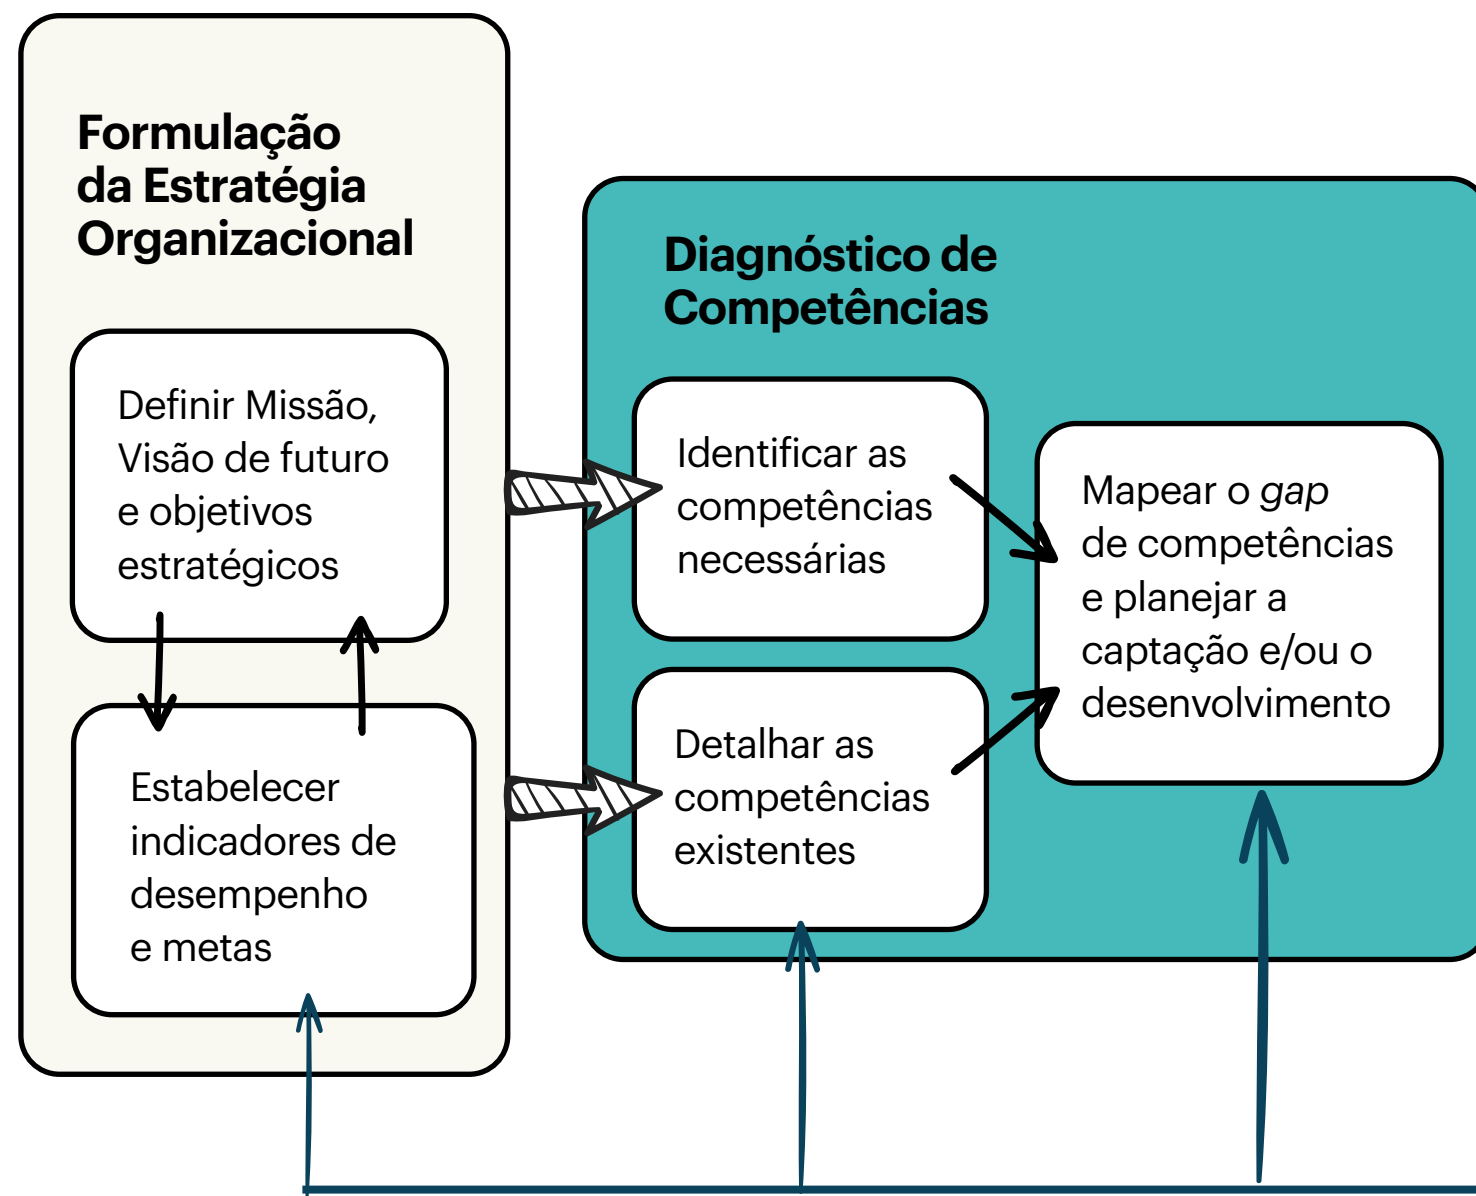 Formulação
da Estratégia
Organizacional
Definir Missão,
Visão de futuro
e objetivos
estratégicos
Estabelecer
indicadores de
desempenho
e metas
Diagnóstico de
Competências
Identificar as
competências
necessárias
Detalhar as
competências
existentes
Mapear o gap
de competências
e planejar a
captação e/ou o
desenvolvimento